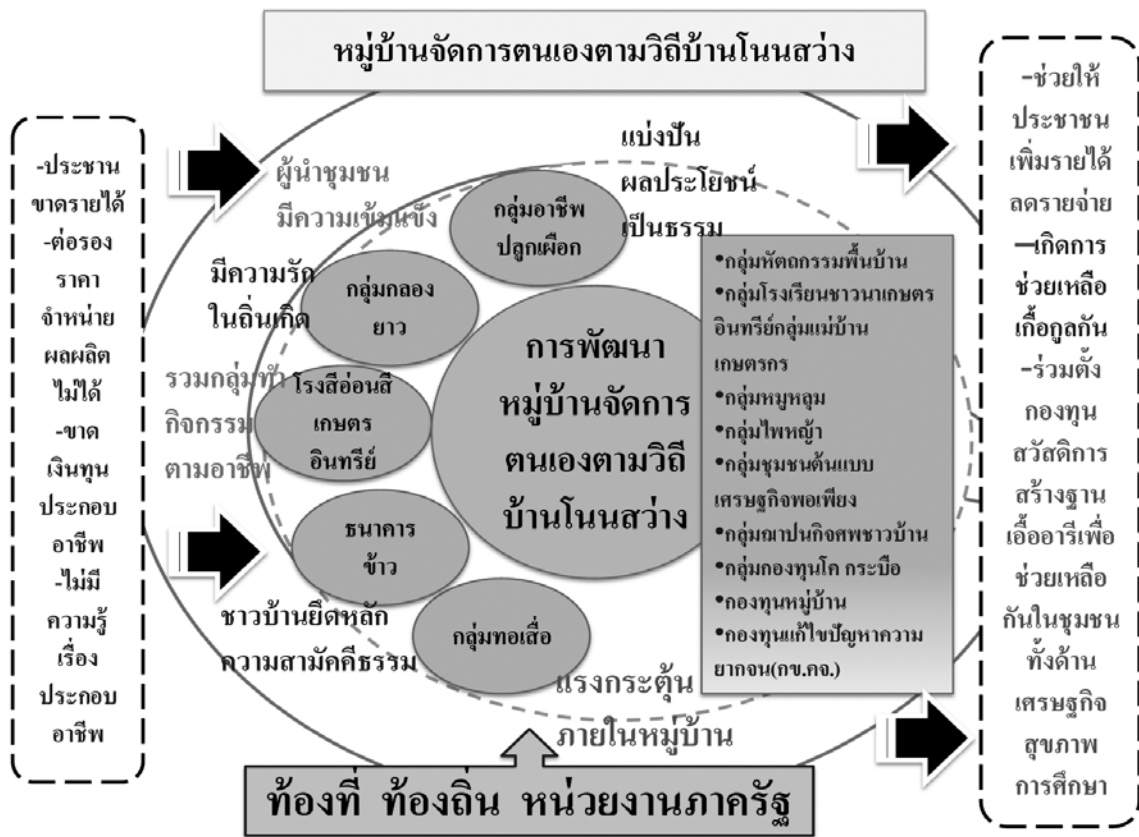 หมู่บ้านจัดการตนเองตามวิถีบ้านโนนสว่าง
-ประชาน
ขาดรายได้
-ต่อรอง
ราคา
จำหน่าย
ผลผลิต
ไม่ได้
-ขาด
เงินทุน
ประกอบ
อาชีพ
-ไม่มี
ความรู้
เรื่อง
ประกอบ
อาชีพ
ผู้นำชุมชน
มีความเข้มแข็ง
มีความรัก
ในถิ่นเกิด
รวมกลุ่มทำ
กิจกรรม
ตามอาชีพ
ชาวบ้านยึดหลัก
ความสามัคคีธรรม
แบ่งปัน
ผลประโยชน์
เป็นธรรม
กลุ่มอาชีพ
ปลูกเผือก
กลุ่มกลอง
ยาว
โรงสีอ่อนสี
เกษตร
อินทรีย์
ธนาคาร
ข้าว
กลุ่มทอเสื่อ
การพัฒนา
หมู่บ้านจัดการ
ตนเองตามวิถี
บ้านโนนสว่าง
•กลุ่มหัตถกรรมพื้นบ้าน
•กลุ่มโรงเรียนชาวนาเกษตร
อินทรีย์กลุ่มแม่บ้าน
เกษตรกร
•กลุ่มหมูหลุม
•กลุ่มไพหญ้า
•กลุ่มชุมชนต้นแบบ
เศรษฐกิจพอเพียง
•กลุ่มฌาปนกิจศพชาวบ้าน
•กลุ่มกองทุนโค กระบือ
•กองทุนหมู่บ้าน
•กองทุนแก้ไขปัญหาความ
ยากจน(กข.คจ.)
แรงกระตุ้น
ภายในหมู่บ้าน
ท้องที่ ท้องถิ่น หน่วยงานภาครัฐ
-ช่วยให้
ประชาชน
เพิ่มรายได้
ลดรายจ่าย
—เกิดการ
ช่วยเหลือ
เกื้อกูลกัน
-ร่วมตั้ง
กองทุน
สวัสดิการ
สร้างฐาน
เอื้ออารีเพื่อ
ช่วยเหลือ
กันในชุมชน
ทั้งด้าน
เศรษฐกิจ
สุขภาพ
การศึกษา